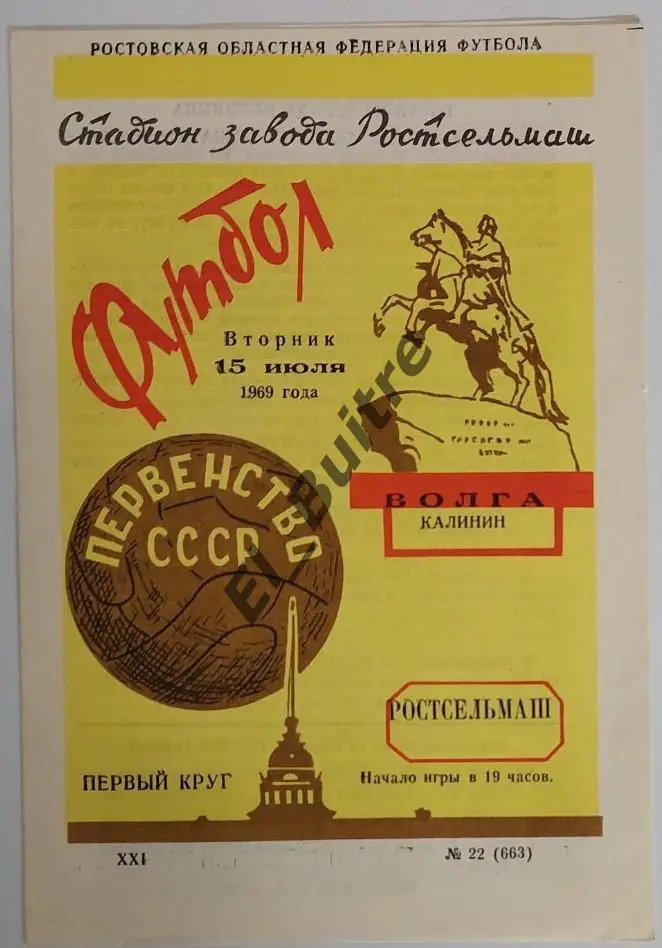 РОСТОВСКАЯ ОБЛАСТНАЯ ФЕДЕРАЦИЯ ФУТБОЛА
Стадион завода Ростсельмаш
Футбол
Вторник
15 июля
1969 года
ПЕРВЕНСТВО
СССР
ВОЛГА
КАЛИНИН
РОСТСЕЛЬМАШ
ПЕРВЫЙ КРУГ
Начало игры в 19 часов.
XXI
№ 22 (663)
El_Buitre